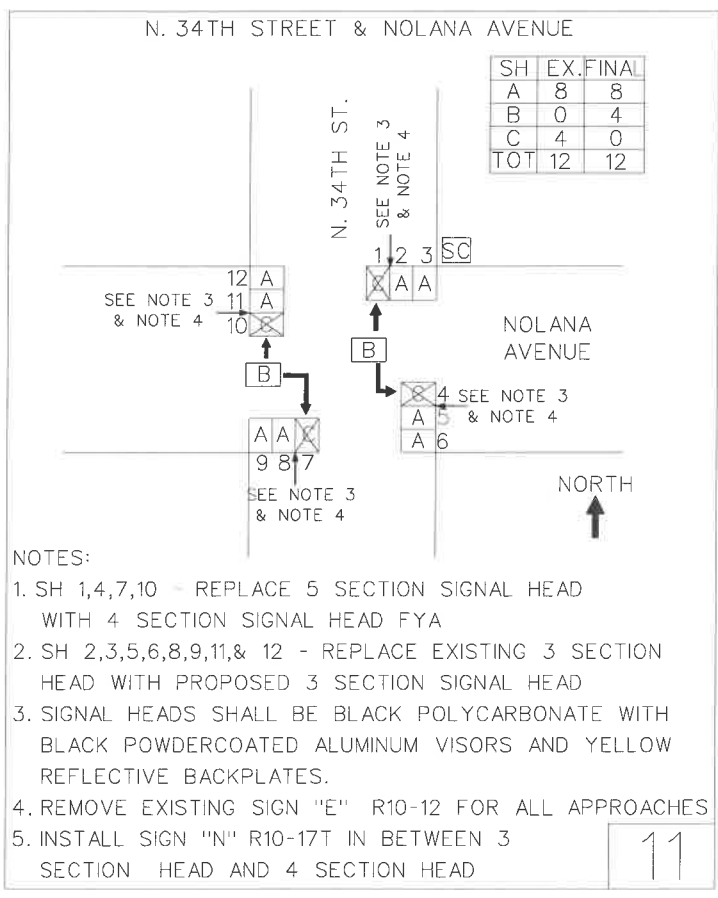 N. 34TH STREET & NOLANA AVENUE
SH EX. FINAL
A 8 8
B 0 4
C 4 0
TOT 12 12
N. 34TH ST.
SEE NOTE 3
& NOTE 4
1 2 3 SC
C A A
12 A
11 A
10 C
SEE NOTE 3
& NOTE 4
NOLANA
AVENUE
B
B
C 4
A 5
A 6
SEE NOTE 3
& NOTE 4
A A C
9 8 7
SEE NOTE 3
& NOTE 4
NORTH
NOTES:
1. SH 1,4,7,10 - REPLACE 5 SECTION SIGNAL HEAD
WITH 4 SECTION SIGNAL HEAD FYA
2. SH 2,3,5,6,8,9,11,& 12 - REPLACE EXISTING 3 SECTION
HEAD WITH PROPOSED 3 SECTION SIGNAL HEAD
3. SIGNAL HEADS SHALL BE BLACK POLYCARBONATE WITH
BLACK POWDERCOATED ALUMINUM VISORS AND YELLOW
REFLECTIVE BACKPLATES.
4. REMOVE EXISTING SIGN "E" R10-12 FOR ALL APPROACHES
5. INSTALL SIGN "N" R10-17T IN BETWEEN 3
SECTION HEAD AND 4 SECTION HEAD
11